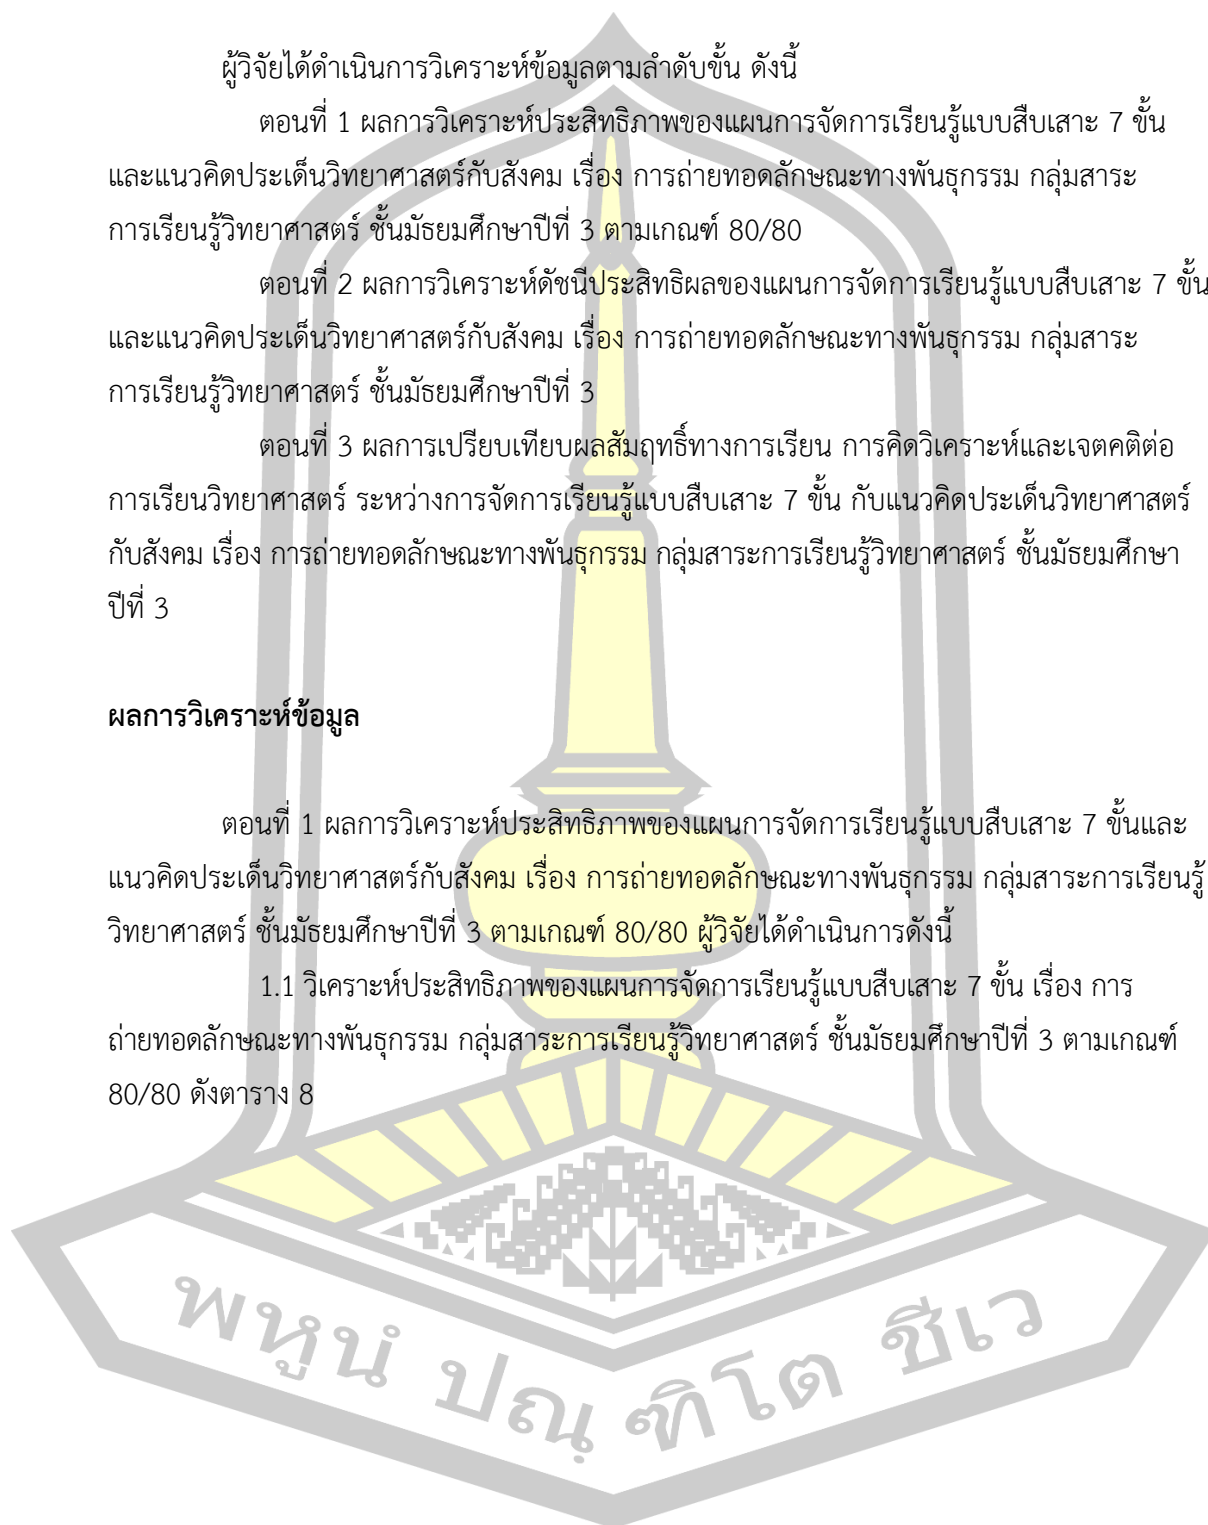 ผู้วิจัยได้ดำเนินการวิเคราะห์ข้อมูลตามลำดับขั้น ดังนี้
ตอนที่ 1 ผลการวิเคราะห์ประสิทธิภาพของแผนการจัดการเรียนรู้แบบสืบเสาะ 7 ขั้น
และแนวคิดประเด็นวิทยาศาสตร์กับสังคม เรื่อง การถ่ายทอดลักษณะทางพันธุกรรม กลุ่มสาระ
การเรียนรู้วิทยาศาสตร์ ชั้นมัธยมศึกษาปีที่ 3 ตามเกณฑ์ 80/80
ตอนที่ 2 ผลการวิเคราะห์ดัชนีประสิทธิผลของแผนการจัดการเรียนรู้แบบสืบเสาะ 7 ขั้น
และแนวคิดประเด็นวิทยาศาสตร์กับสังคม เรื่อง การถ่ายทอดลักษณะทางพันธุกรรม กลุ่มสาระ
การเรียนรู้วิทยาศาสตร์ ชั้นมัธยมศึกษาปีที่ 3
ตอนที่ 3 ผลการเปรียบเทียบผลสัมฤทธิ์ทางการเรียน การคิดวิเคราะห์และเจตคติต่อ
การเรียนวิทยาศาสตร์ ระหว่างการจัดการเรียนรู้แบบสืบเสาะ 7 ขั้น กับแนวคิดประเด็นวิทยาศาสตร์
กับสังคม เรื่อง การถ่ายทอดลักษณะทางพันธุกรรม กลุ่มสาระการเรียนรู้วิทยาศาสตร์ ชั้นมัธยมศึกษา
ปีที่ 3
ผลการวิเคราะห์ข้อมูล
ตอนที่ 1 ผลการวิเคราะห์ประสิทธิภาพของแผนการจัดการเรียนรู้แบบสืบเสาะ 7 ขั้นและ
แนวคิดประเด็นวิทยาศาสตร์กับสังคม เรื่อง การถ่ายทอดลักษณะทางพันธุกรรม กลุ่มสาระการเรียนรู้
วิทยาศาสตร์ ชั้นมัธยมศึกษาปีที่ 3 ตามเกณฑ์ 80/80 ผู้วิจัยได้ดำเนินการดังนี้
1.1 วิเคราะห์ประสิทธิภาพของแผนการจัดการเรียนรู้แบบสืบเสาะ 7 ขั้น เรื่อง การ
ถ่ายทอดลักษณะทางพันธุกรรม กลุ่มสาระการเรียนรู้วิทยาศาสตร์ ชั้นมัธยมศึกษาปีที่ 3 ตามเกณฑ์
80/80 ดังตาราง 8
พหูนํ ปณฺ ฑิโต ชีเว